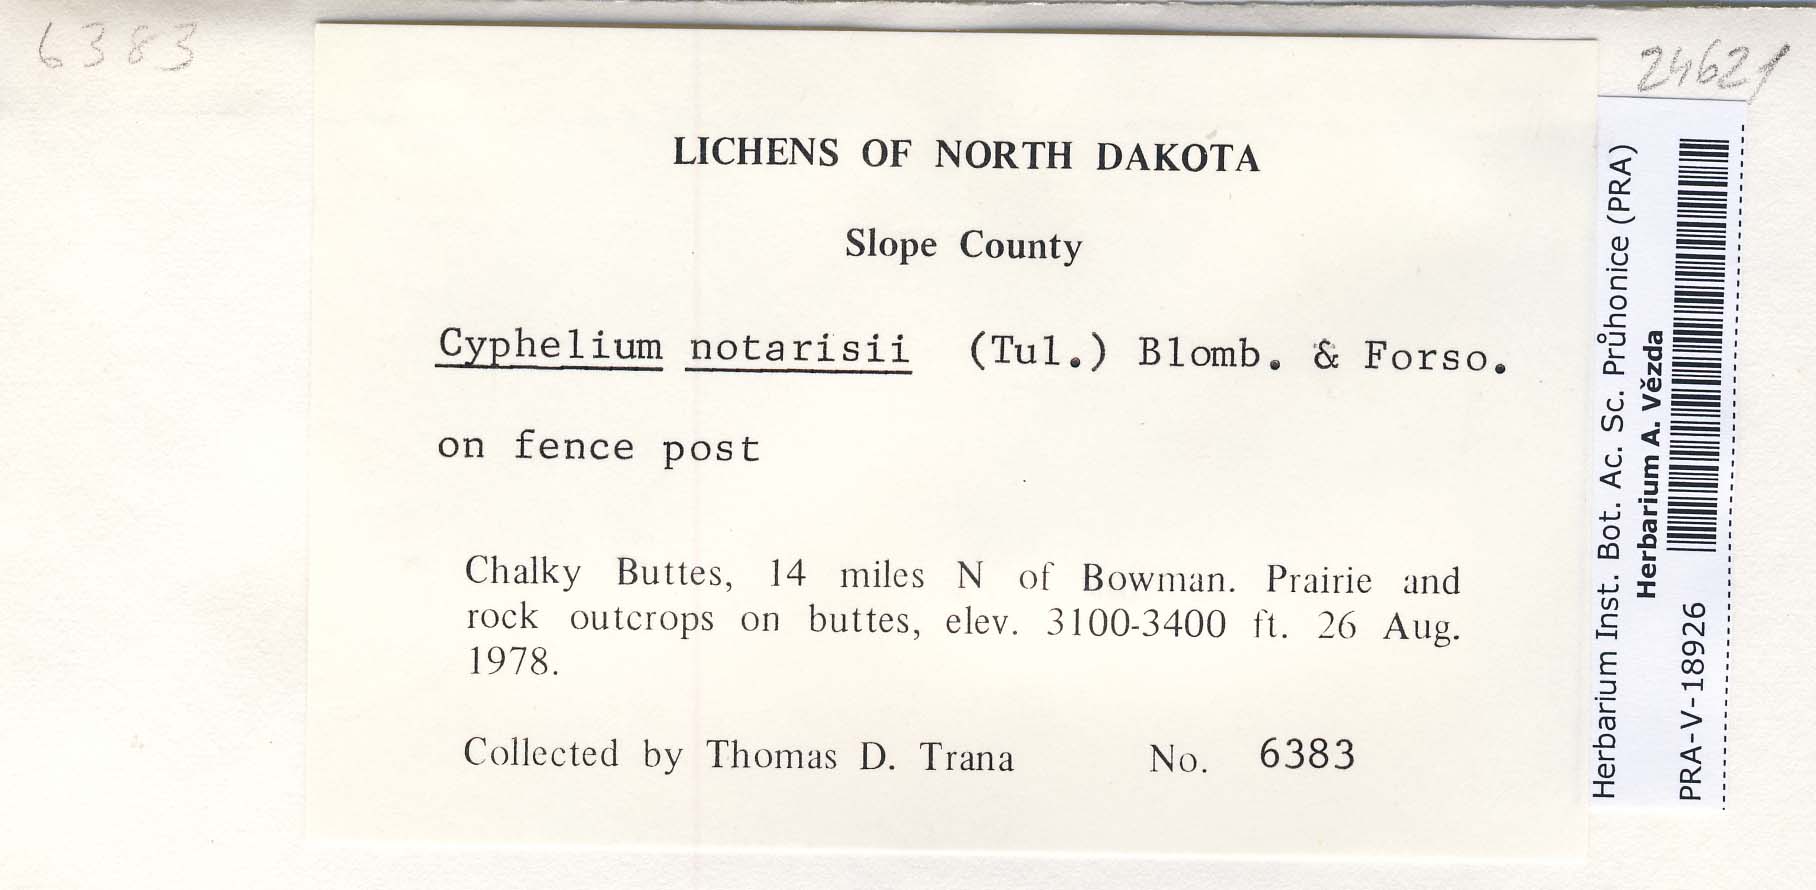 6383
24621
LICHENS OF NORTH DAKOTA
Slope County
Cyphelium notarisii (Tul.) Blomb. & Forso.
on fence post
Chalky Buttes, 14 miles N of Bowman. Prairie and
rock outcrops on buttes, elev. 3100-3400 ft. 26 Aug.
1978.
Collected by Thomas D. Trana No. 6383
Herbarium Inst. Bot. Ac. Sc. Průhonice (PRA)
Herbarium A. Vězda
PRA-V-18926